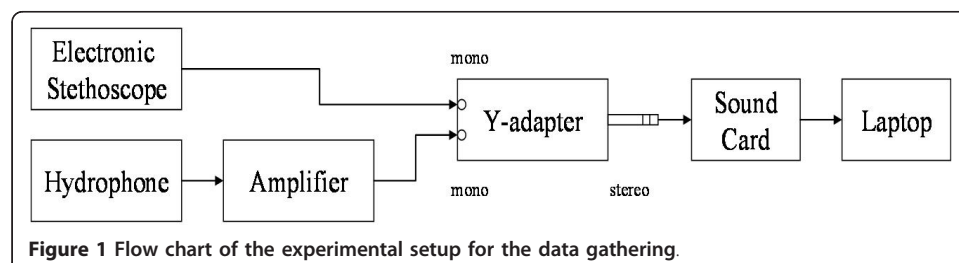 Electronic
Stethoscope
mono
Y-adapter
Sound
Card
Laptop
Hydrophone
Amplifier
mono
stereo
Figure 1 Flow chart of the experimental setup for the data gathering.